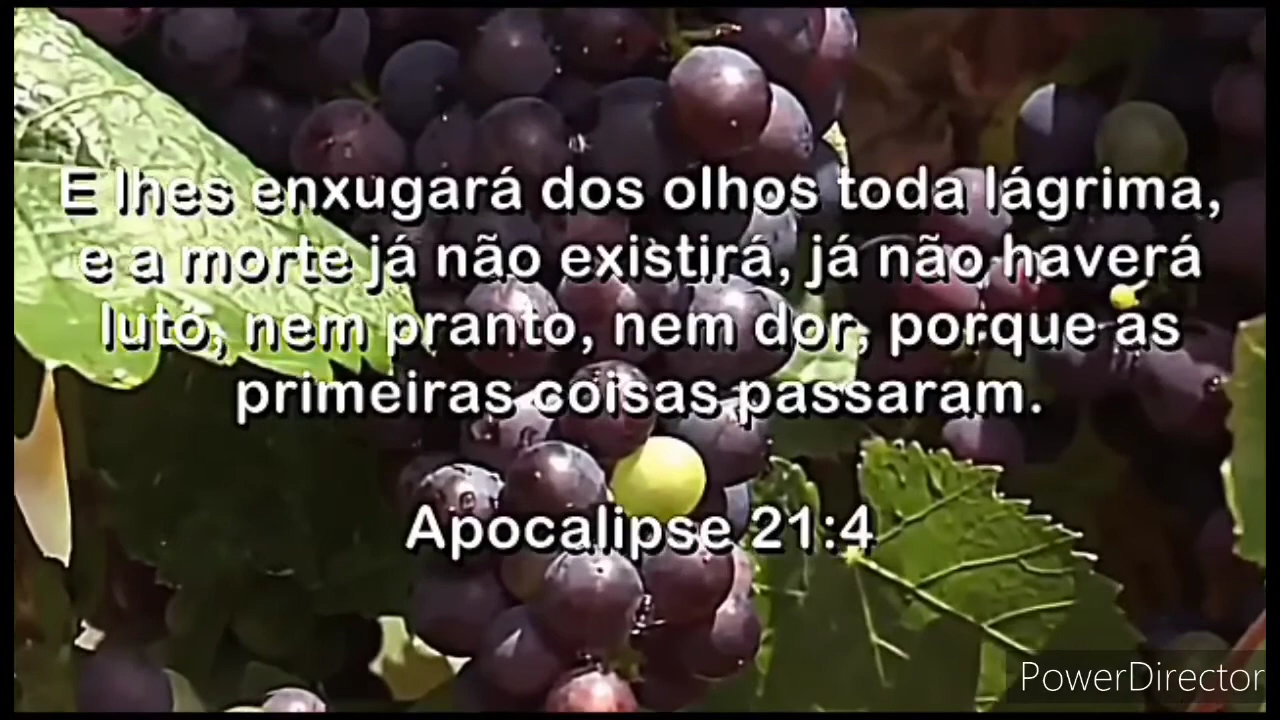 E lhes enxugará dos olhos toda lágrima,
e a morte já não existirá, já não haverá
luto, nem pranto, nem dor, porque as
primeiras coisas passaram.
Apocalipse 21:4
PowerDirector